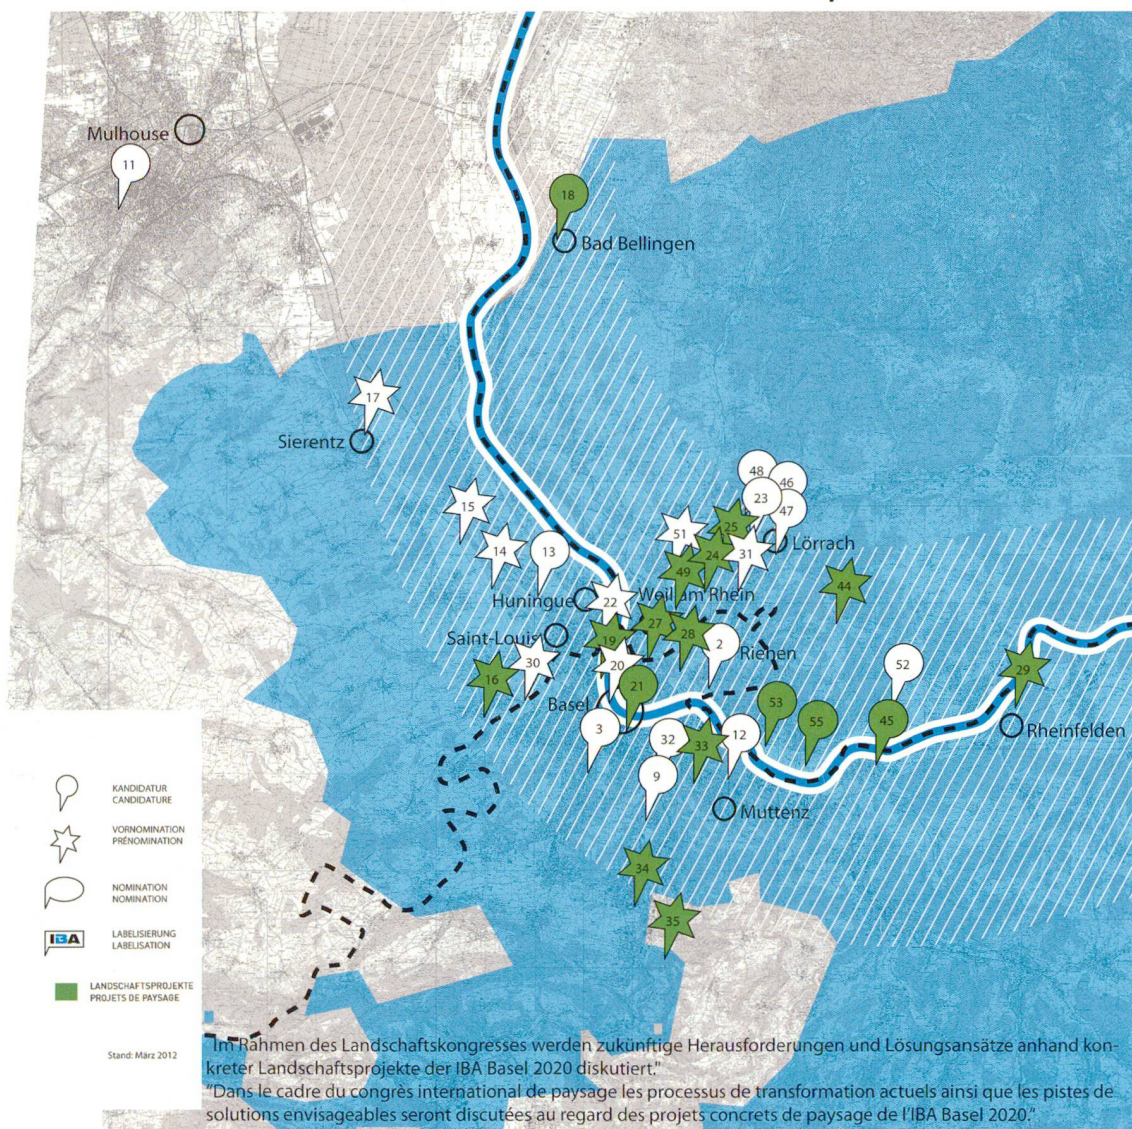 Mulhouse
11
18
Bad Bellingen
17
Sierentz
48
46
23
47
15
51
25
Lörrach
14
13
24
31
49
44
Huningue
22
Weil am Rhein
27
Saint-Louis
19
28
2
Riehen
30
20
52
29
16
21
Basel
53
45
55
Rheinfelden
3
32
33
12
9
Muttenz
34
35
KANDIDATUR
CANDIDATURE
VORNOMINATION
PRÉNOMINATION
NOMINATION
NOMINATION
IBA
LABELISIERUNG
LABELISATION
LANDSCHAFTSPROJEKTE
PROJETS DE PAYSAGE
Stand: März 2012
"Im Rahmen des Landschaftskongresses werden zukünftige Herausforderungen und Lösungsansätze anhand kon-
kreter Landschaftsprojekte der IBA Basel 2020 diskutiert."
"Dans le cadre du congrès international de paysage les processus de transformation actuels ainsi que les pistes de
solutions envisageables seront discutées au regard des projets concrets de paysage de l'IBA Basel 2020."